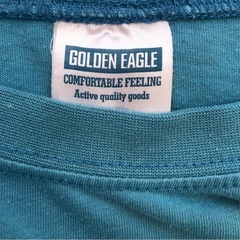 GOLDEN EAGLE
COMFORTABLE FEELING
Active quality goods